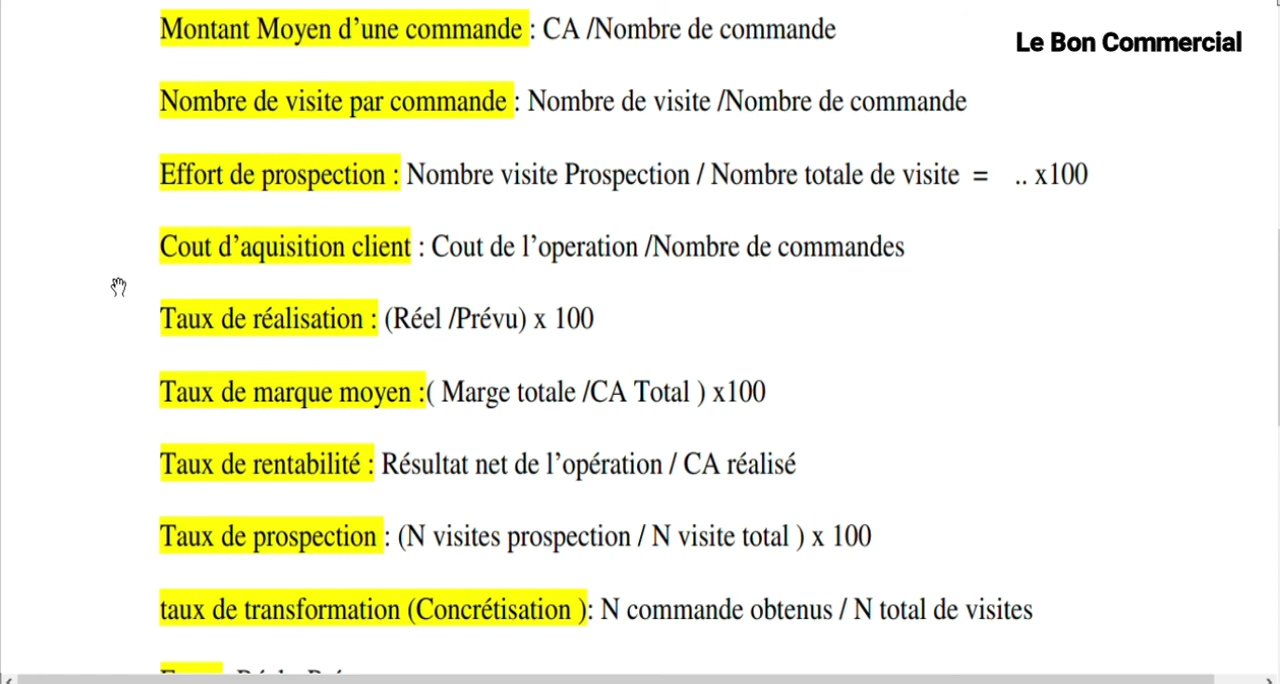 Montant Moyen d'une commande : CA /Nombre de commande
Le Bon Commercial
Nombre de visite par commande : Nombre de visite /Nombre de commande
Effort de prospection : Nombre visite Prospection / Nombre totale de visite = .. x100
Cout d'aquisition client : Cout de l'operation /Nombre de commandes
Taux de réalisation : (Réel /Prévu) x 100
Taux de marque moyen :( Marge totale /CA Total ) x100
Taux de rentabilité : Résultat net de l'opération / CA réalisé
Taux de prospection : (N visites prospection / N visite total ) x 100
taux de transformation (Concrétisation ): N commande obtenus / N total de visites